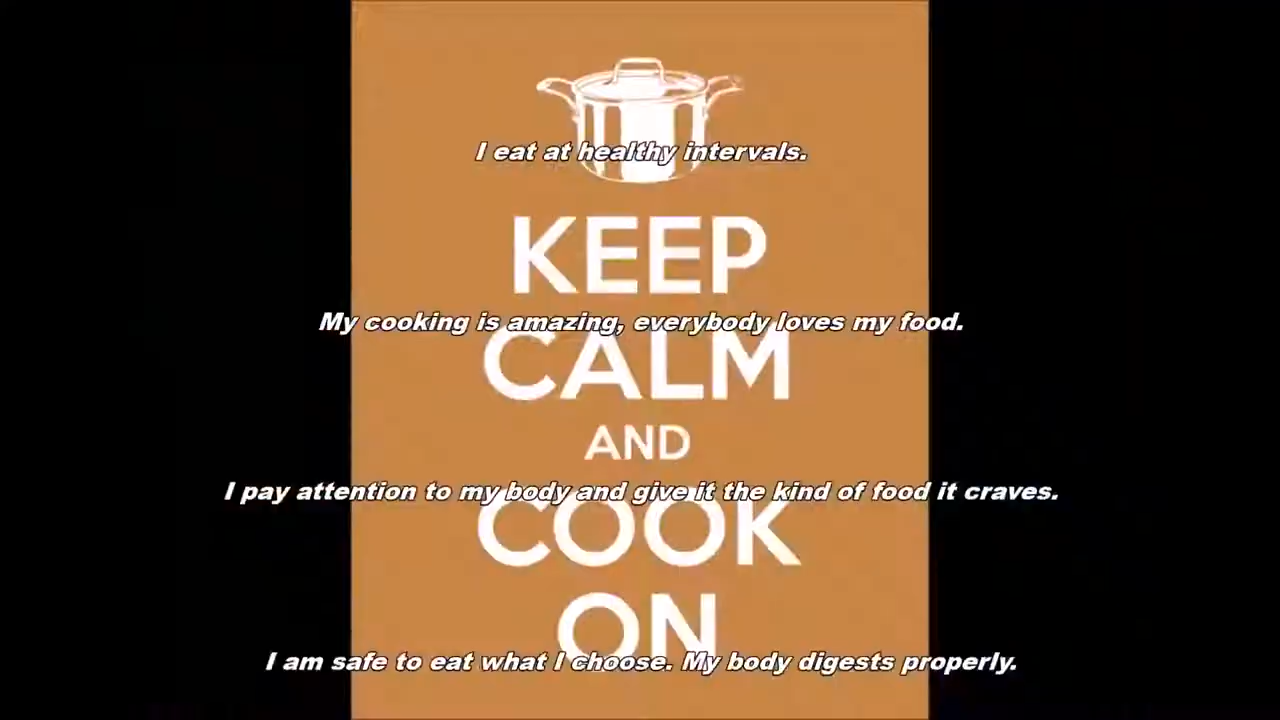 I eat at healthy intervals.
KEEP
My cooking is amazing, everybody loves my food.
CALM
AND
I pay attention to my body and give it the kind of food it craves.
COOK
ON
I am safe to eat what I choose. My body digests properly.